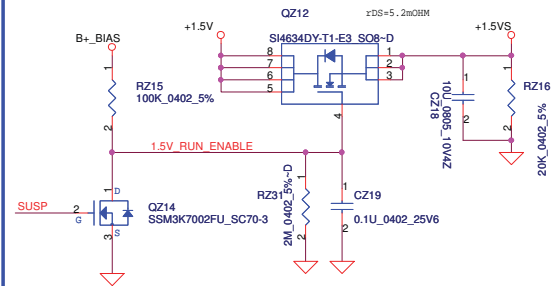 QZ12
rDS=5.2mOHM
+1.5V
SI4634DY-T1-E3_SO8~D
+1.5VS
B+_BIAS
8
7
6
5
1
2
3
4
1
RZ15
100K_0402_5%
2
1
10U_0805_10V4Z
CZ18
2
1
RZ16
20K_0402_5%
2
1.5V_RUN_ENABLE
SUSP
2
G
1
D
S
3
QZ14
SSM3K7002FU_SC70-3
1
RZ31
2M_0402_5%~D
2
1
CZ19
0.1U_0402_25V6
2